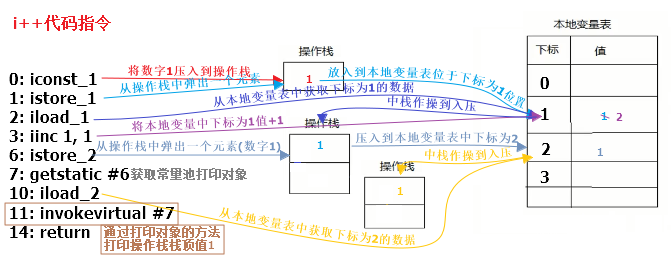 i++代码指令
操作栈
本地变量表
下标
值
将数字1压入到操作栈
1
放入到本地变量表位于下标为1位置
从操作栈中弹出一个元素
0: iconst_1
1: istore_1
2: iload_1
3: iinc 1, 1
6: istore_2
7: getstatic #6获取常里池打印对象
10: iload_2
11: invokevirtual #7
14: return
通过打印对象的方法
打印操作栈栈顶值1
从本地变量表中获取下标为1的数据
中栈作操到入压
将本地变量中下标为1值+1
操作栈
1
从操作栈中弹出一个元素(数字1)
压入到本地变量表中下标为2
中栈作操到入压
操作栈
1
从本地变量表中获取下标为2的数据
0
1
1 2
2
1
3